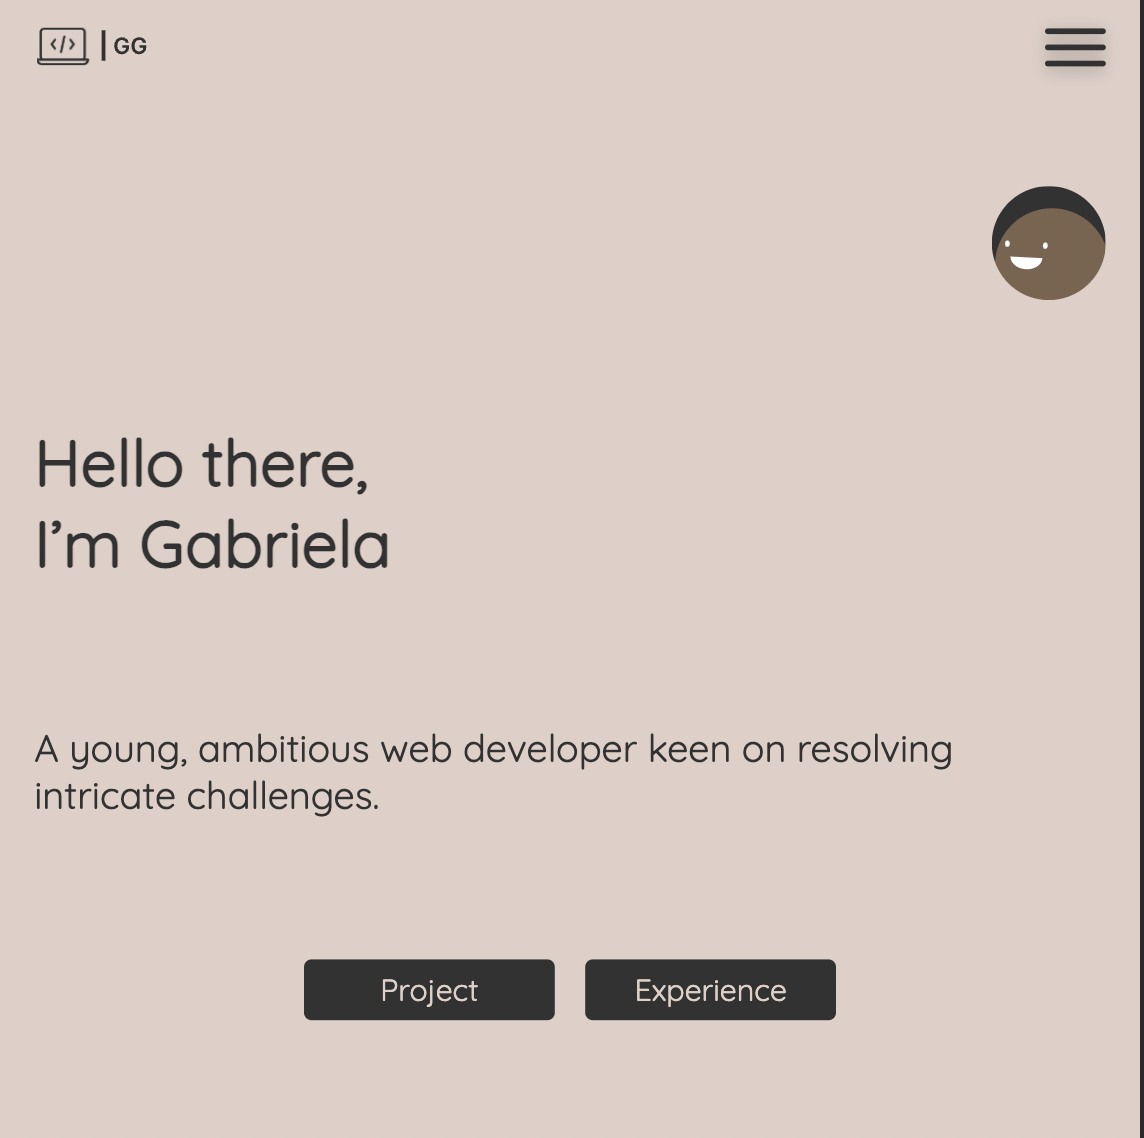 </> | GG
Hello there,
I’m Gabriela
A young, ambitious web developer keen on resolving
intricate challenges.
Project
Experience